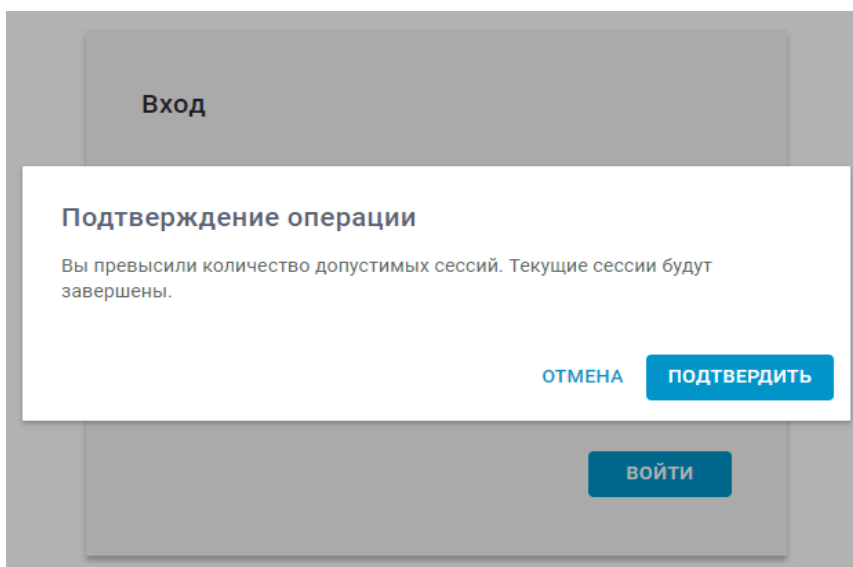 Вход
Подтверждение операции
Вы превысили количество допустимых сессий. Текущие сессии будут
завершены.
ОТМЕНА
ПОДТВЕРДИТЬ
ВОЙТИ